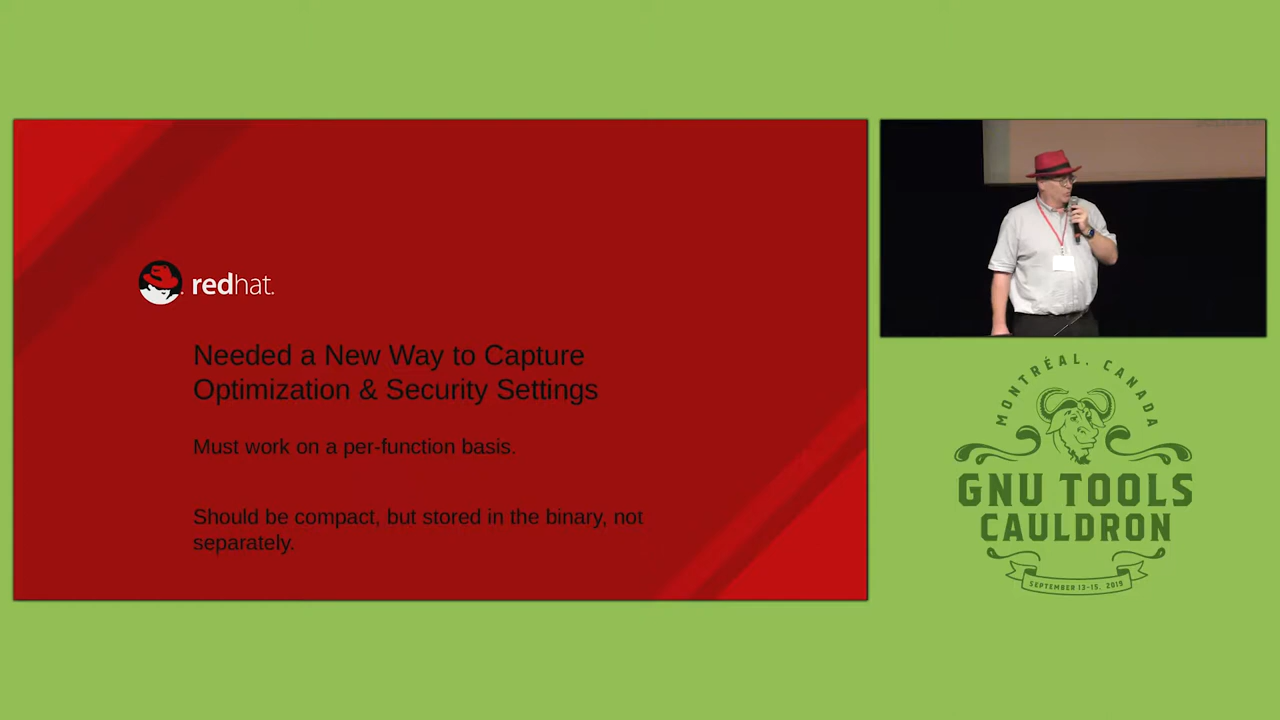 redhat.
Needed a New Way to Capture
Optimization & Security Settings
Must work on a per-function basis.
Should be compact, but stored in the binary, not
separately.
MONTRÉAL, CANADA
GNU TOOLS
CAULDRON
SEPTEMBER 13-15, 2019